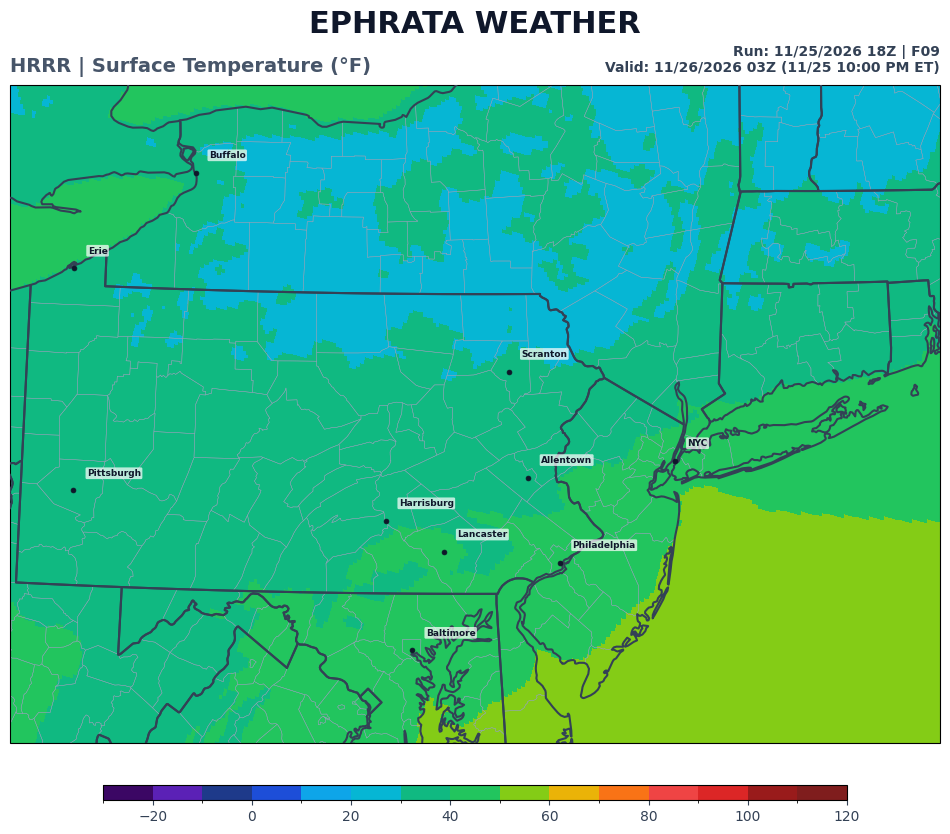 EPHRATA WEATHER
HRRR | Surface Temperature (°F)
Run: 11/25/2026 18Z | F09
Valid: 11/26/2026 03Z (11/25 10:00 PM ET)
Buffalo
Erie
Scranton
NYC
Allentown
Pittsburgh
Harrisburg
Lancaster
Philadelphia
Baltimore
−20 0 20 40 60 80 100 120